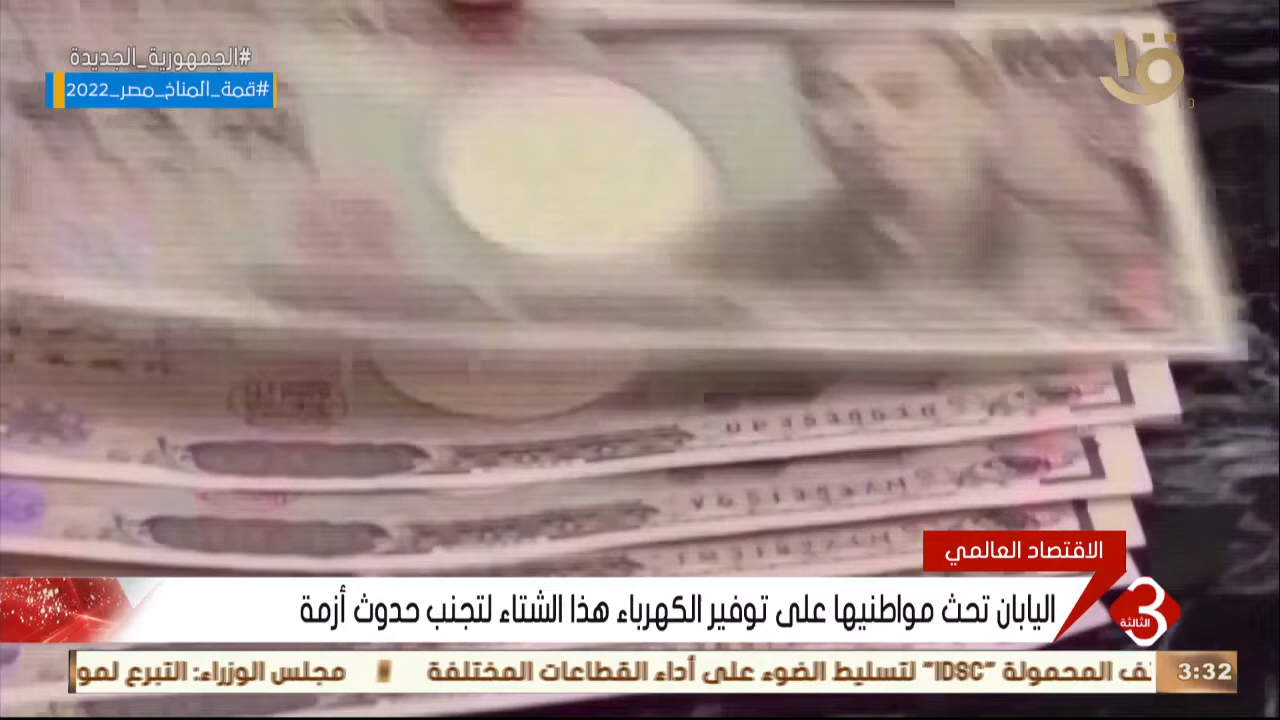 #الجمهورية_الجديدة
#قمة_المناخ_مصر_2022
الاقتصاد العالمي
اليابان تحث مواطنيها على توفير الكهرباء هذا الشتاء لتجنب حدوث أزمة
3 الثالثة
3:32 المحمولة "IDSC" لتسليط الضوء على أداء القطاعات المختلفة مجلس الوزراء: التبرع